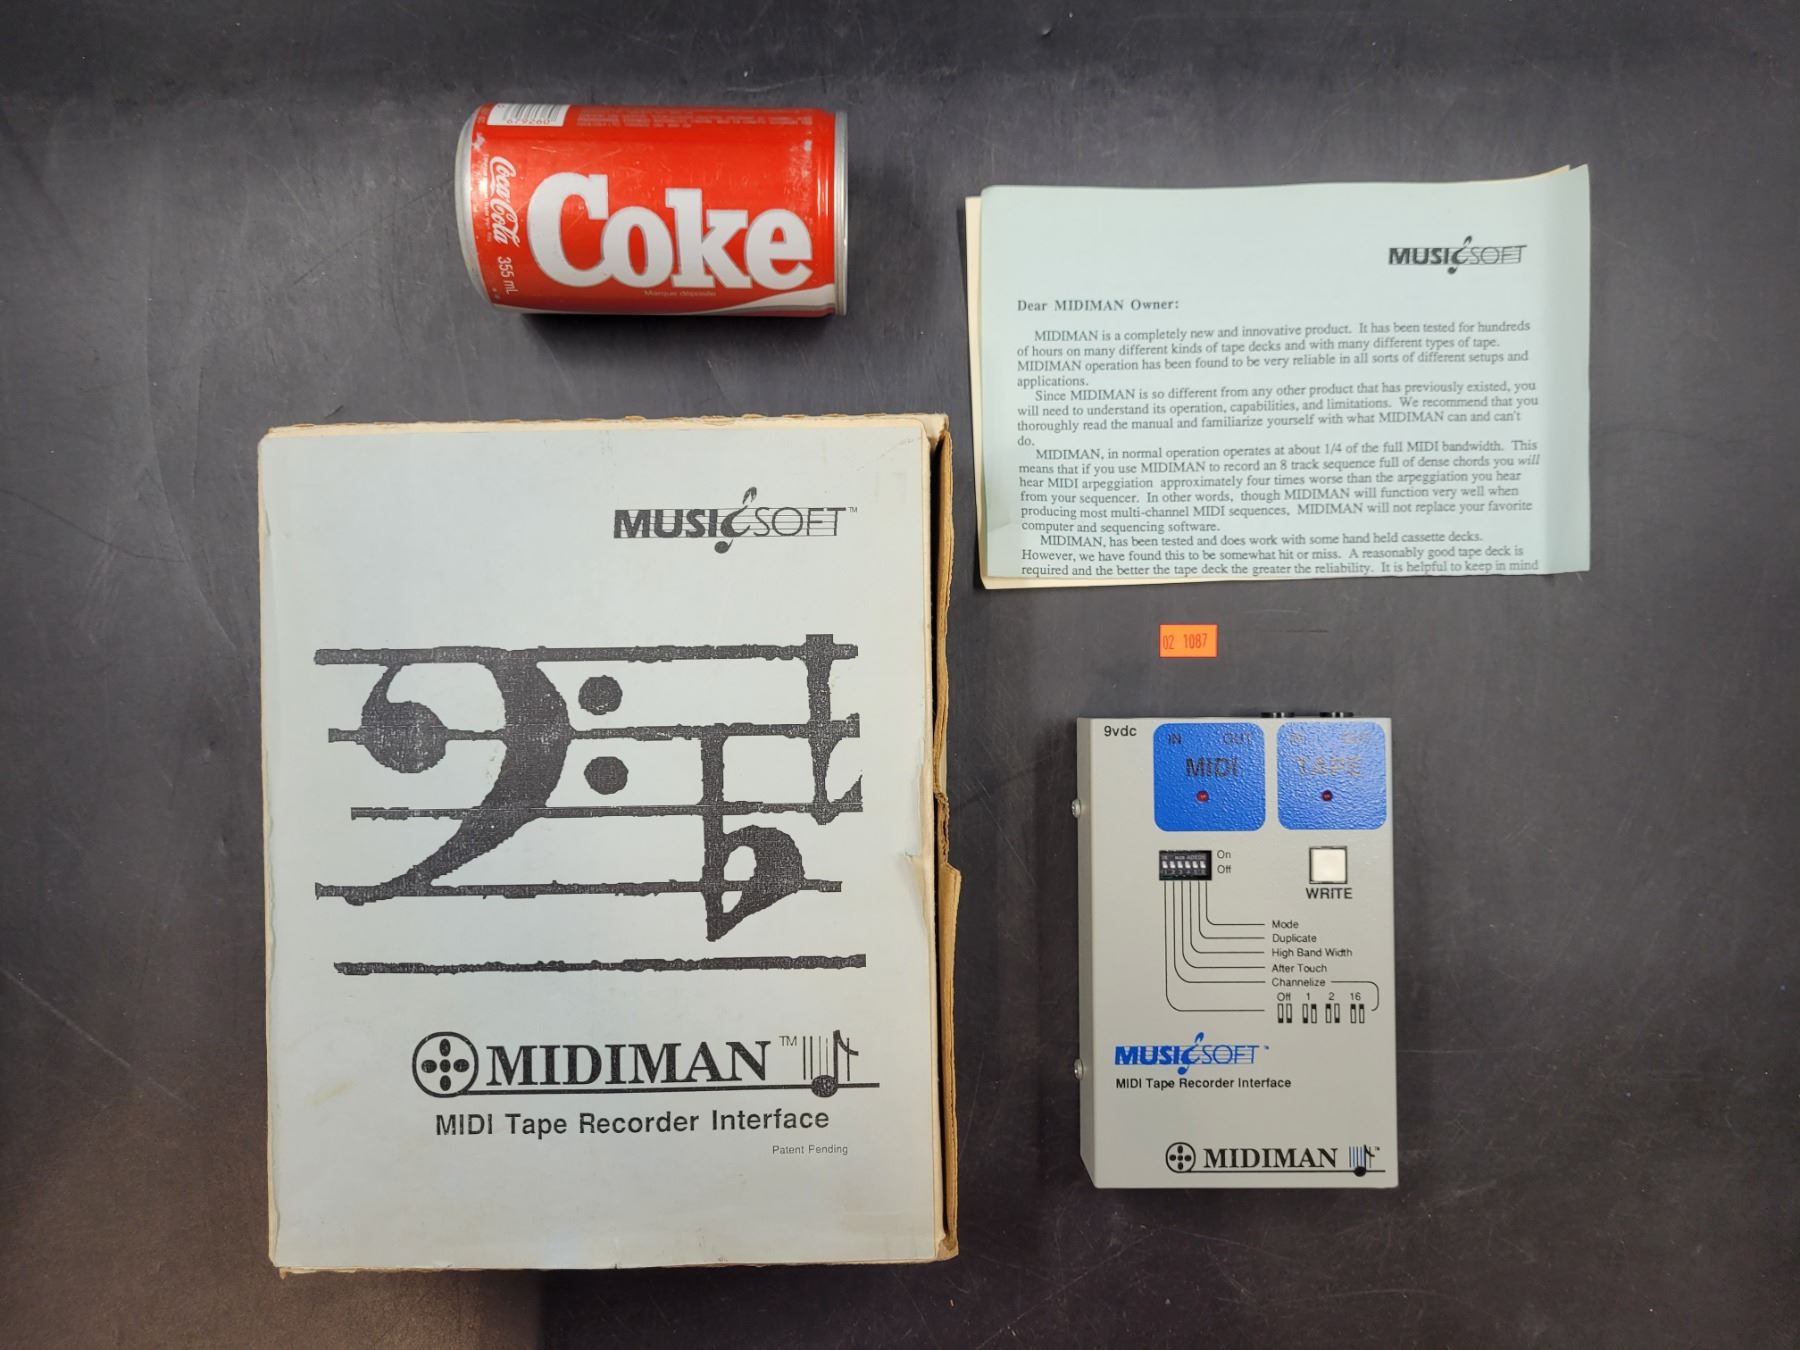 679260
Coca-Cola
355 mL
Coke
Marque déposée
MUSICSOFT
Dear MIDIMAN Owner:
MIDIMAN is a completely new and innovative product. It has been tested for hundreds
of hours on many different kinds of tape decks and with many different types of tape.
MIDIMAN operation has been found to be very reliable in all sorts of different setups and
applications.
Since MIDIMAN is so different from any other product that has previously existed, you
will need to understand its operation, capabilities, and limitations. We recommend that you
thoroughly read the manual and familiarize yourself with what MIDIMAN can and can't
do.
MIDIMAN, in normal operation operates at about 1/4 of the full MIDI bandwidth. This
means that if you use MIDIMAN to record an 8 track sequence full of dense chords you will
hear MIDI arpeggiation approximately four times worse than the arpeggiation you hear
from your sequencer. In other words, though MIDIMAN will function very well when
producing most multi-channel MIDI sequences, MIDIMAN will not replace your favorite
computer and sequencing software.
MIDIMAN, has been tested and does work with some hand held cassette decks.
However, we have found this to be somewhat hit or miss. A reasonably good tape deck is
required and the better the tape deck the greater the reliability. It is helpful to keep in mind
MUSICSOFT™
MIDIMAN™
MIDI Tape Recorder Interface
Patent Pending
02 1087
9vdc
IN OUT
MIDI
IN OUT
TAPE
On
Off
WRITE
Mode
Duplicate
High Band Width
After Touch
Channelize
Off 1 2 16
MUSICSOFT™
MIDI Tape Recorder Interface
MIDIMAN™